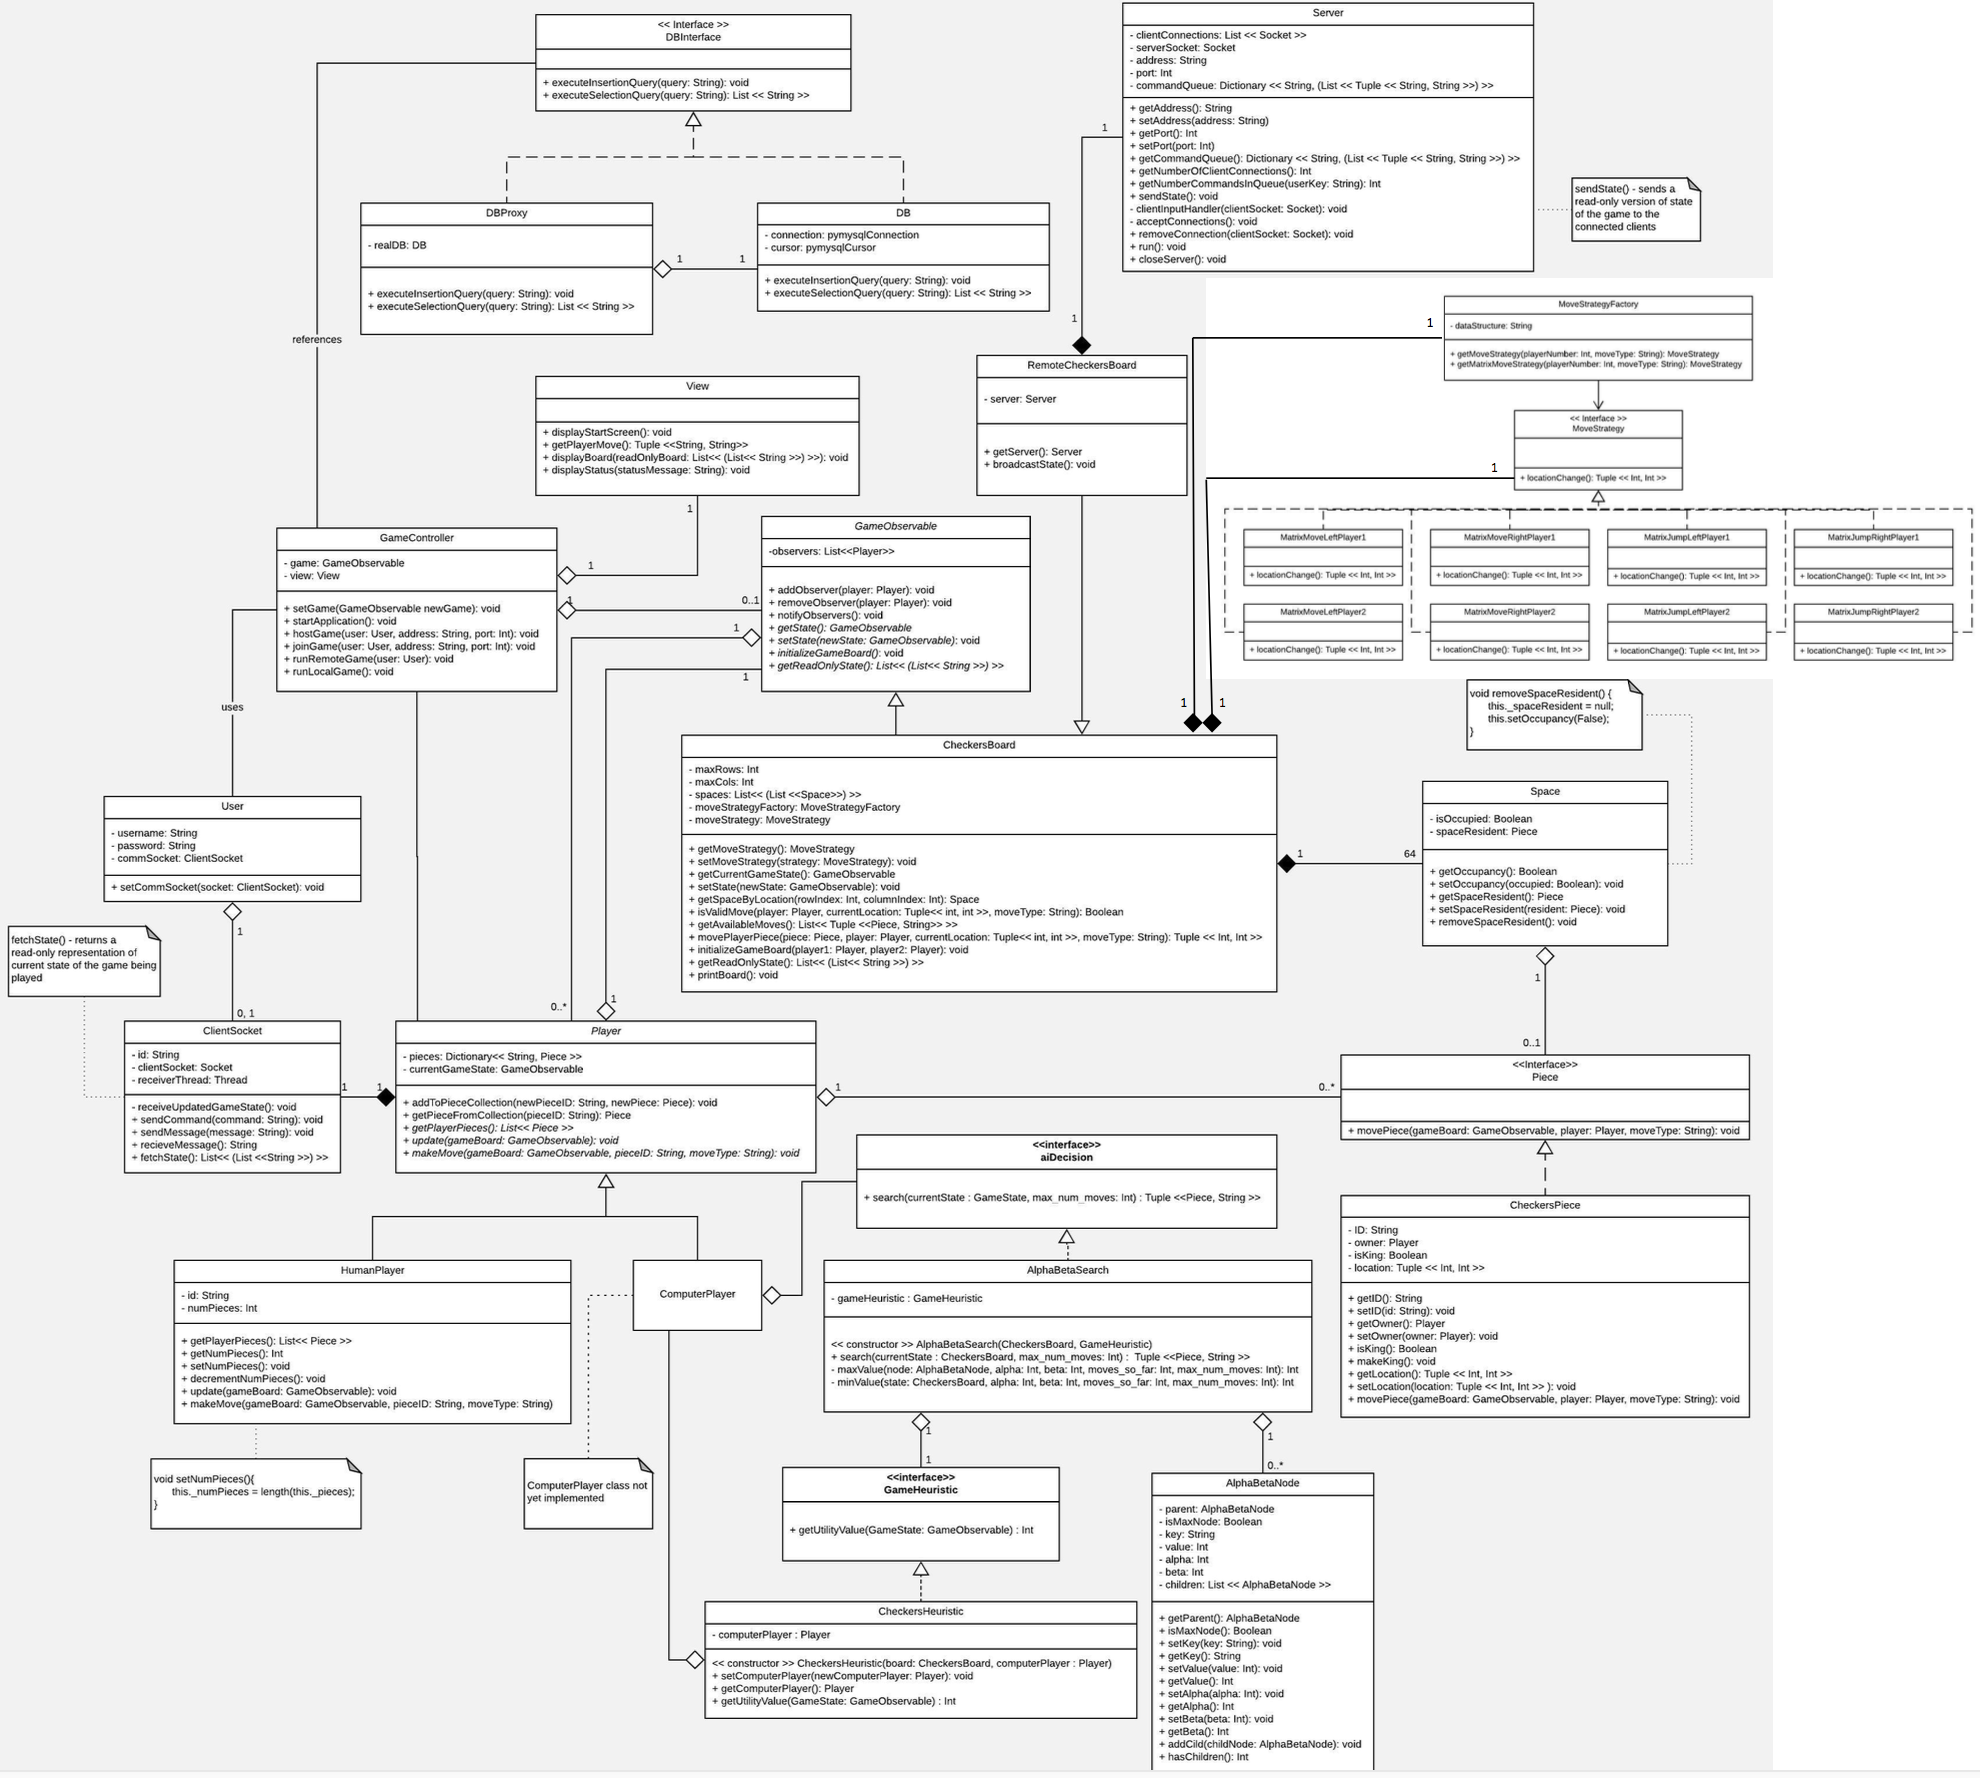 << Interface >>
DBInterface
+ executeInsertionQuery(query: String): void
+ executeSelectionQuery(query: String): List << String >>
Server
- clientConnections: List << Socket >>
- serverSocket: Socket
- address: String
- port: Int
- commandQueue: Dictionary << String, (List << Tuple << String, String >>) >>
+ getAddress(): String
+ setAddress(address: String)
+ getPort(): Int
+ setPort(port: Int)
+ getCommandQueue(): Dictionary << String, (List << Tuple << String, String >>) >>
+ getNumberOfClientConnections(): Int
+ getNumberCommandsInQueue(userKey: String): Int
+ sendState(): void
- clientInputHandler(clientSocket: Socket): void
- acceptConnections(): void
+ removeConnection(clientSocket: Socket): void
+ run(): void
+ closeServer(): void
sendState() - sends a
read-only version of state
of the game to the
connected clients
1
1
DBProxy
- realDB: DB
+ executeInsertionQuery(query: String): void
+ executeSelectionQuery(query: String): List << String >>
1
1
DB
- connection: pymysqlConnection
- cursor: pymysqlCursor
+ executeInsertionQuery(query: String): void
+ executeSelectionQuery(query: String): List << String >>
references
MoveStrategyFactory
- dataStructure: String
+ getMoveStrategy(playerNumber: Int, moveType: String): MoveStrategy
+ getMatrixMoveStrategy(playerNumber: Int, moveType: String): MoveStrategy
1
RemoteCheckersBoard
- server: Server
+ getServer(): Server
+ broadcastState(): void
View
+ displayStartScreen(): void
+ getPlayerMove(): Tuple <<String, String>>
+ displayBoard(readOnlyBoard: List<< (List<< String >>) >>): void
+ displayStatus(statusMessage: String): void
1
1
<< Interface >>
MoveStrategy
+ locationChange(): Tuple << Int, Int >>
1
MatrixMoveLeftPlayer1
+ locationChange(): Tuple << Int, Int >>
MatrixMoveRightPlayer1
+ locationChange(): Tuple << Int, Int >>
MatrixJumpLeftPlayer1
+ locationChange(): Tuple << Int, Int >>
MatrixJumpRightPlayer1
+ locationChange(): Tuple << Int, Int >>
MatrixMoveLeftPlayer2
+ locationChange(): Tuple << Int, Int >>
MatrixMoveRightPlayer2
+ locationChange(): Tuple << Int, Int >>
MatrixJumpLeftPlayer2
+ locationChange(): Tuple << Int, Int >>
MatrixJumpRightPlayer2
+ locationChange(): Tuple << Int, Int >>
GameController
- game: GameObservable
- view: View
+ setGame(GameObservable newGame): void
+ startApplication(): void
+ hostGame(user: User, address: String, port: Int): void
+ joinGame(user: User, address: String, port: Int): void
+ runRemoteGame(user: User): void
+ runLocalGame(): void
1
0..1
1
1
GameObservable
-observers: List<<Player>>
+ addObserver(player: Player): void
+ removeObserver(player: Player): void
+ notifyObservers(): void
+ getState(): GameObservable
+ setState(newState: GameObservable): void
+ initializeGameBoard(): void
+ getReadOnlyState(): List<< (List<< String >>) >>
uses
1
1
void removeSpaceResident() {
this._spaceResident = null;
this.setOccupancy(False);
}
CheckersBoard
- maxRows: Int
- maxCols: Int
- spaces: List<< (List <<Space>>) >>
- moveStrategyFactory: MoveStrategyFactory
- moveStrategy: MoveStrategy
+ getMoveStrategy(): MoveStrategy
+ setMoveStrategy(strategy: MoveStrategy): void
+ getCurrentGameState(): GameObservable
+ setState(newState: GameObservable): void
+ getSpaceByLocation(rowIndex: Int, columnIndex: Int): Space
+ isValidMove(player: Player, currentLocation: Tuple<< int, int >>, moveType: String): Boolean
+ getAvailableMoves(): List<< Tuple <<Piece, String>> >>
+ movePlayerPiece(piece: Piece, player: Player, currentLocation: Tuple<< int, int >>, moveType: String): Tuple << Int, Int >>
+ initializeGameBoard(player1: Player, player2: Player): void
+ getReadOnlyState(): List<< (List<< String >>) >>
+ printBoard(): void
1
64
Space
- isOccupied: Boolean
- spaceResident: Piece
+ getOccupancy(): Boolean
+ setOccupancy(occupied: Boolean): void
+ getSpaceResident(): Piece
+ setSpaceResident(resident: Piece): void
+ removeSpaceResident(): void
1
0..1
User
- username: String
- password: String
- commSocket: ClientSocket
+ setCommSocket(socket: ClientSocket): void
1
0, 1
fetchState() - returns a
read-only representation of
current state of the game being
played
ClientSocket
- id: String
- clientSocket: Socket
- receiverThread: Thread
- receiveUpdatedGameState(): void
+ sendCommand(command: String): void
+ sendMessage(message: String): void
+ recieveMessage(): String
+ fetchState(): List<< (List <<String >>) >>
1
1
0..*
1
Player
- pieces: Dictionary<< String, Piece >>
- currentGameState: GameObservable
+ addToPieceCollection(newPieceID: String, newPiece: Piece): void
+ getPieceFromCollection(pieceID: String): Piece
+ getPlayerPieces(): List<< Piece >>
+ update(gameBoard: GameObservable): void
+ makeMove(gameBoard: GameObservable, pieceID: String, moveType: String): void
1
0..*
<<Interface>>
Piece
+ movePiece(gameBoard: GameObservable, player: Player, moveType: String): void
<<interface>>
aiDecision
+ search(currentState : GameState, max_num_moves: Int) : Tuple <<Piece, String >>
CheckersPiece
- ID: String
- owner: Player
- isKing: Boolean
- location: Tuple << Int, Int >>
+ getID(): String
+ setID(id: String): void
+ getOwner(): Player
+ setOwner(owner: Player): void
+ isKing(): Boolean
+ makeKing(): void
+ getLocation(): Tuple << Int, Int >>
+ setLocation(location: Tuple << Int, Int >> ): void
+ movePiece(gameBoard: GameObservable, player: Player, moveType: String): void
HumanPlayer
- id: String
- numPieces: Int
+ getPlayerPieces(): List<< Piece >>
+ getNumPieces(): Int
+ setNumPieces(): void
+ decrementNumPieces(): void
+ update(gameBoard: GameObservable): void
+ makeMove(gameBoard: GameObservable, pieceID: String, moveType: String)
ComputerPlayer
AlphaBetaSearch
- gameHeuristic : GameHeuristic
<< constructor >> AlphaBetaSearch(CheckersBoard, GameHeuristic)
+ search(currentState : CheckersBoard, max_num_moves: Int) : Tuple <<Piece, String >>
- maxValue(node: AlphaBetaNode, alpha: Int, beta: Int, moves_so_far: Int, max_num_moves: Int): Int
- minValue(state: CheckersBoard, alpha: Int, beta: Int, moves_so_far: Int, max_num_moves: Int): Int
1
1
1
0..*
void setNumPieces(){
this._numPieces = length(this._pieces);
}
ComputerPlayer class not
yet implemented
<<interface>>
GameHeuristic
+ getUtilityValue(GameState: GameObservable) : Int
AlphaBetaNode
- parent: AlphaBetaNode
- isMaxNode: Boolean
- key: String
- value: Int
- alpha: Int
- beta: Int
- children: List << AlphaBetaNode >>
+ getParent(): AlphaBetaNode
+ isMaxNode(): Boolean
+ setKey(key: String): void
+ getKey(): String
+ setValue(value: Int): void
+ getValue(): Int
+ setAlpha(alpha: Int): void
+ getAlpha(): Int
+ setBeta(beta: Int): void
+ getBeta(): Int
+ addCild(childNode: AlphaBetaNode): void
+ hasChildren(): Int
CheckersHeuristic
- computerPlayer : Player
<< constructor >> CheckersHeuristic(board: CheckersBoard, computerPlayer : Player)
+ setComputerPlayer(newComputerPlayer: Player): void
+ getComputerPlayer(): Player
+ getUtilityValue(GameState: GameObservable) : Int